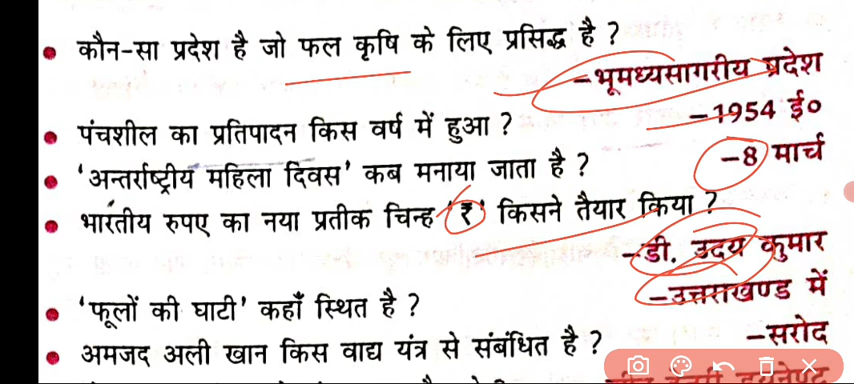 • कौन-सा प्रदेश है जो फल कृषि के लिए प्रसिद्ध है ?
–भूमध्यसागरीय प्रदेश
• पंचशील का प्रतिपादन किस वर्ष में हुआ ?
–1954 ई०
• 'अन्तर्राष्ट्रीय महिला दिवस' कब मनाया जाता है ?
–8 मार्च
• भारतीय रुपए का नया प्रतीक चिन्ह '₹' किसने तैयार किया ?
–डी. उदय कुमार
• 'फूलों की घाटी' कहाँ स्थित है ?
–उत्तराखण्ड में
• अमजद अली खान किस वाद्य यंत्र से संबंधित है ?
–सरोद